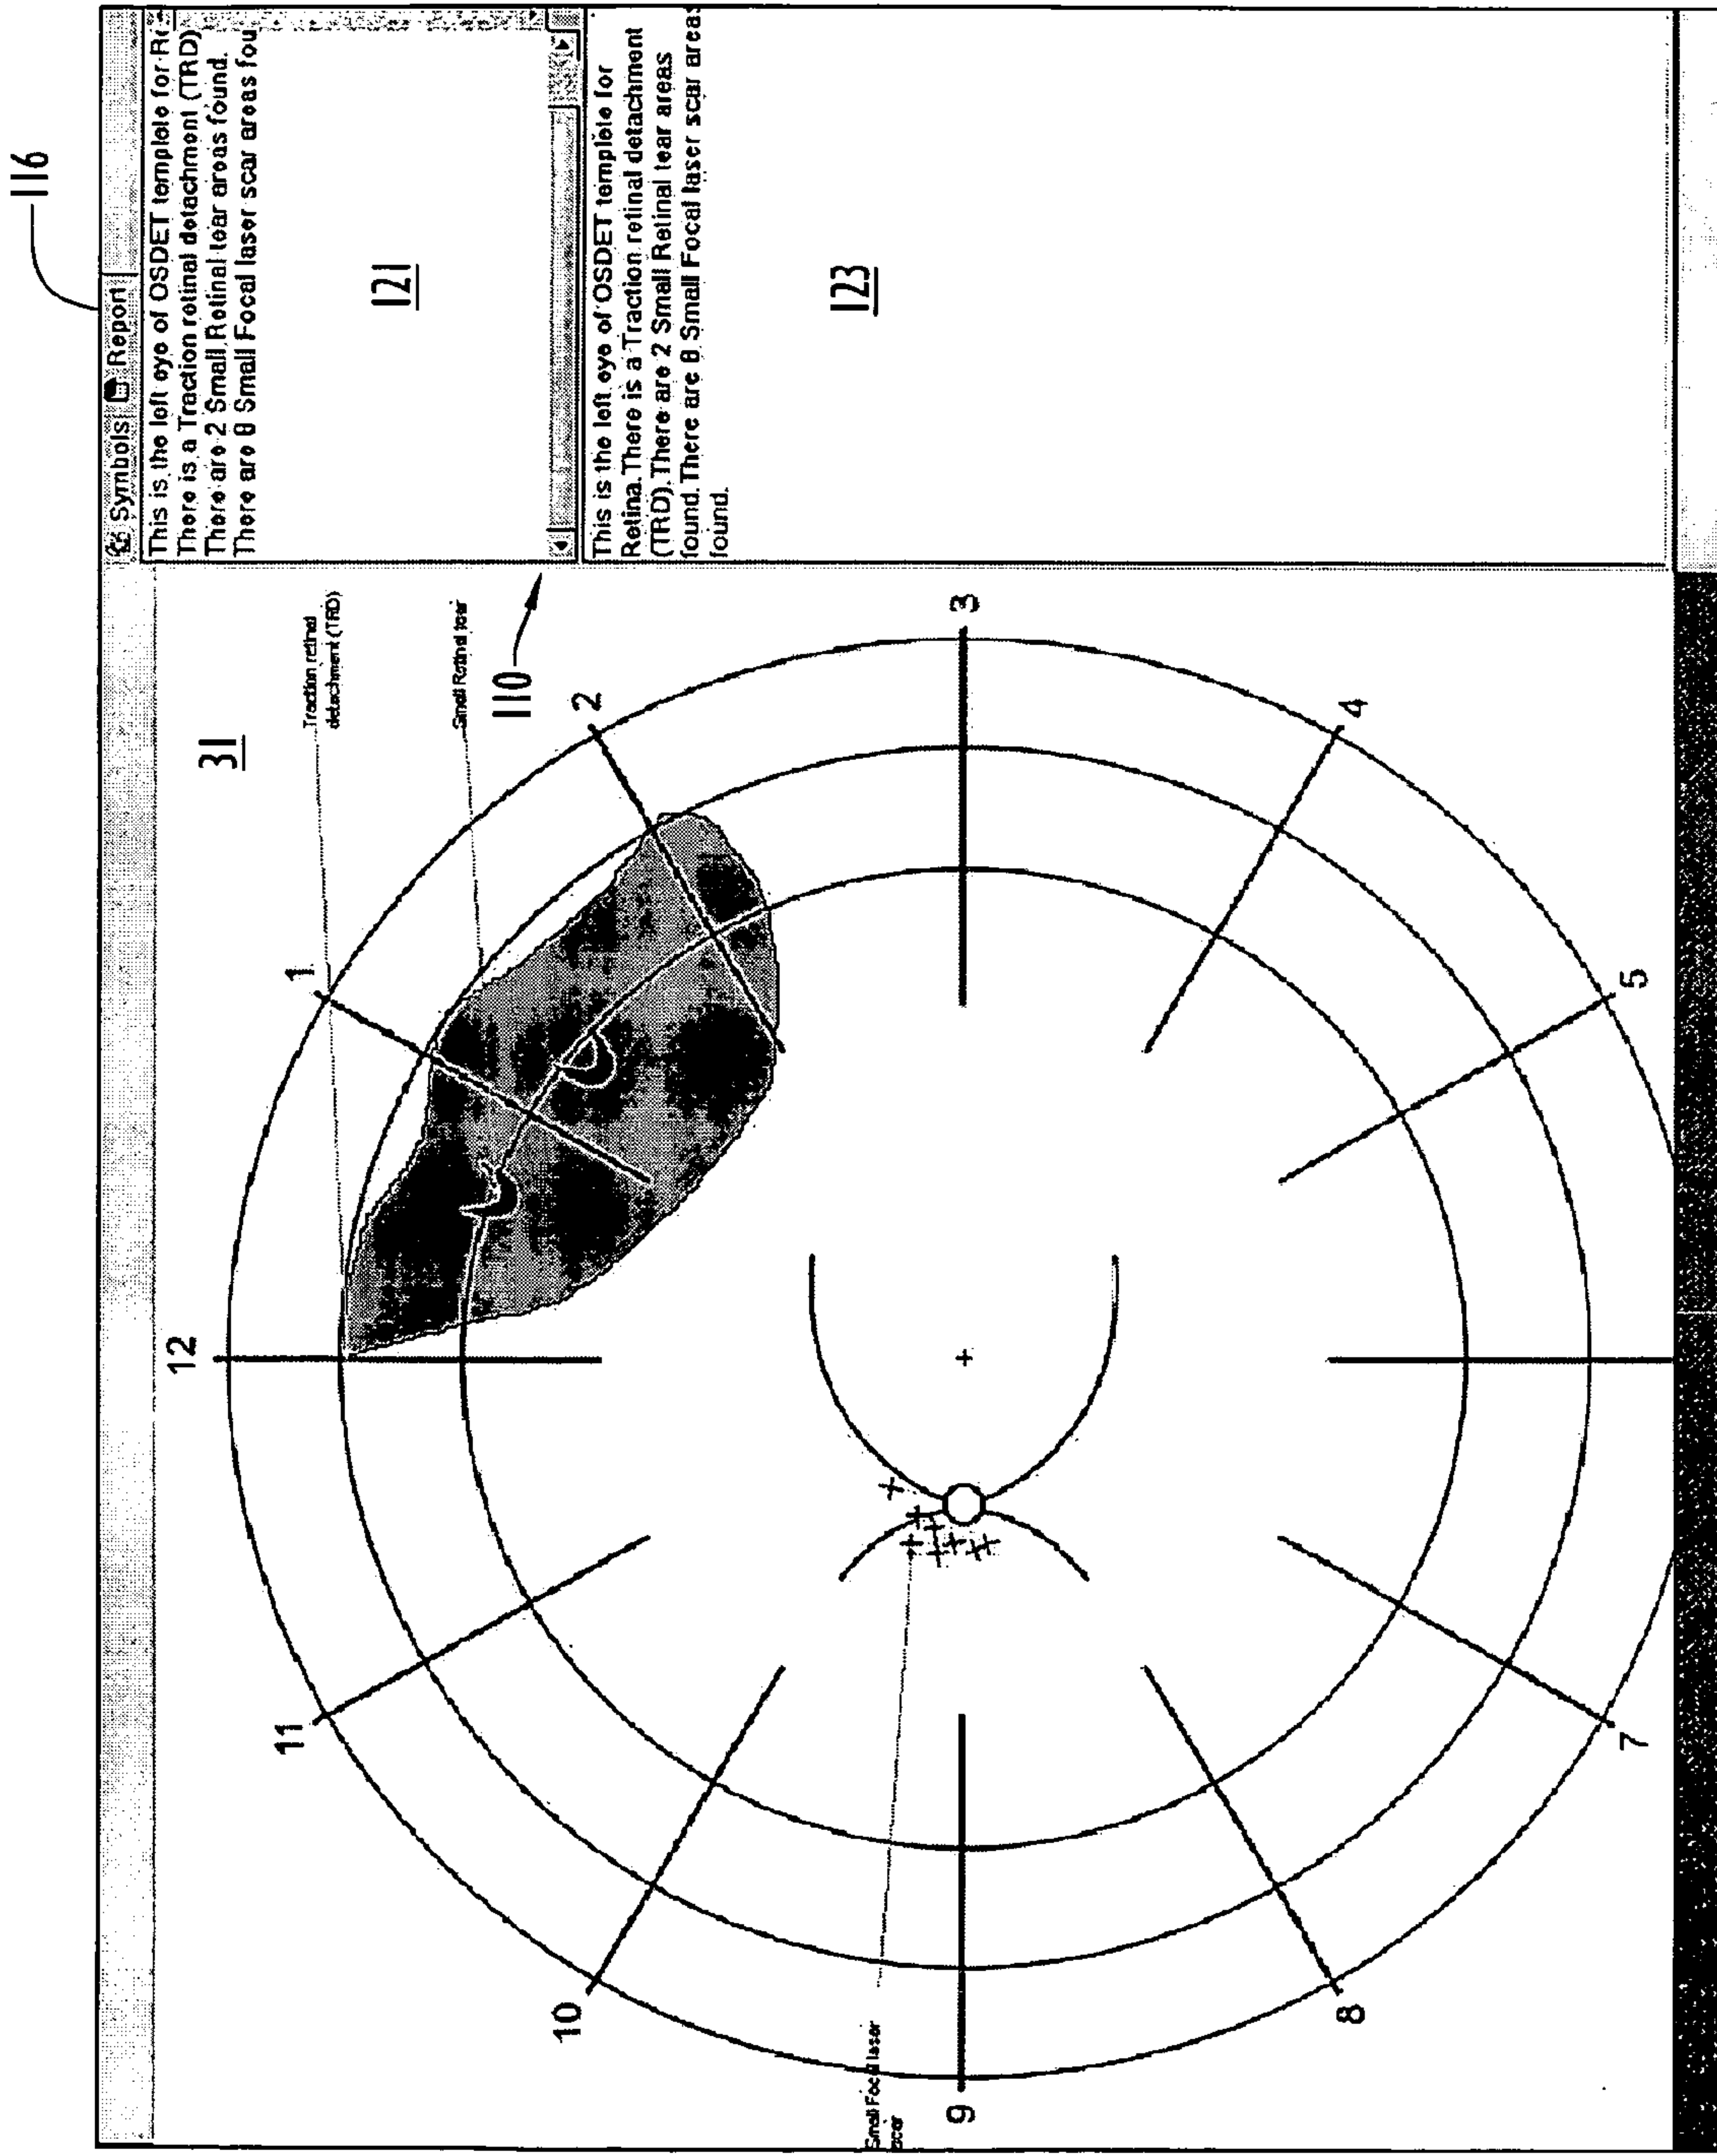 116
Symbols Report
This is the left eye of OSDET template for Re
There is a Traction retinal detachment (TRD)
There are 2 Small Retinal tear areas found.
There are 8 Small Focal laser scar areas fou
121
This is the left eye of OSDET template for
Retina. There is a Traction retinal detachment
(TRD). There are 2 Small Retinal tear areas
found. There are 8 Small Focal laser scar areas
found.
123
110
31
Traction retinal
detachment (TRD)
Small Retinal tear
Small Focal laser
scar
12
1
2
3
4
5
7
8
9
10
11